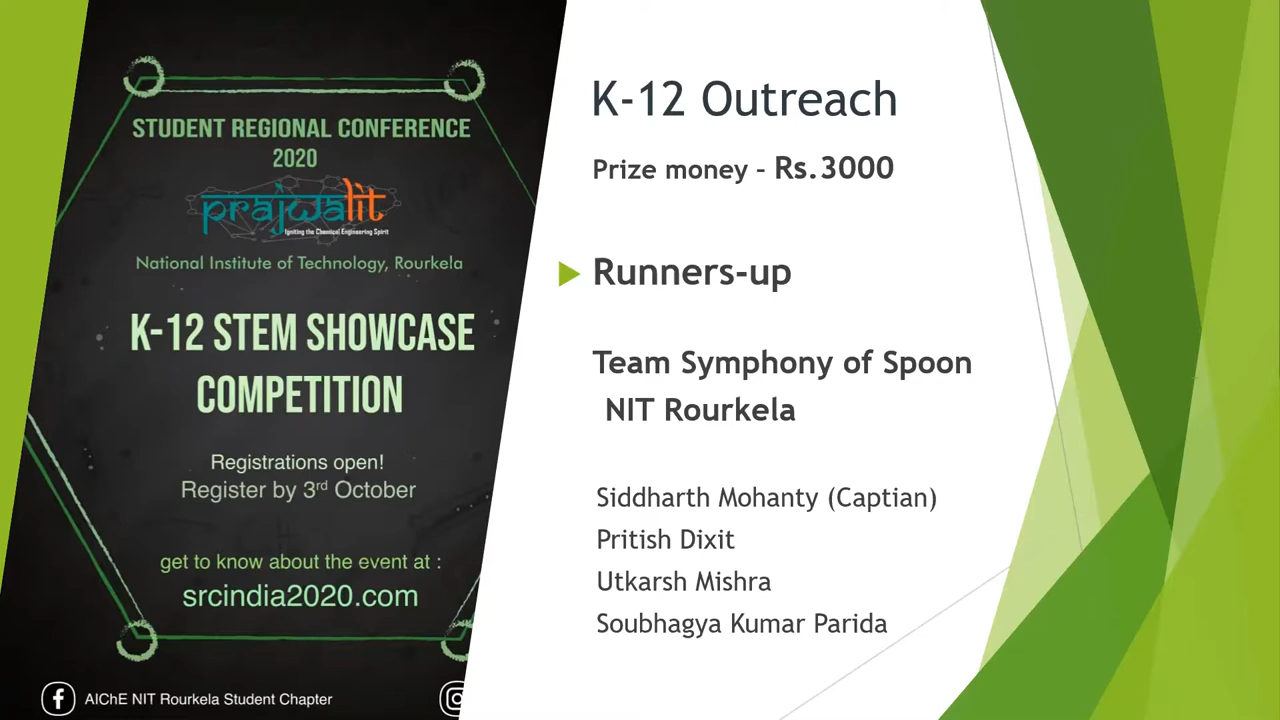 STUDENT REGIONAL CONFERENCE
2020
prajwalit
Igniting the Chemical Engineering Spirit
National Institute of Technology, Rourkela
K-12 STEM SHOWCASE
COMPETITION
Registrations open!
Register by 3rd October
get to know about the event at :
srcindia2020.com
AIChE NIT Rourkela Student Chapter
K-12 Outreach
Prize money – Rs.3000
Runners-up
Team Symphony of Spoon
NIT Rourkela
Siddharth Mohanty (Captian)
Pritish Dixit
Utkarsh Mishra
Soubhagya Kumar Parida